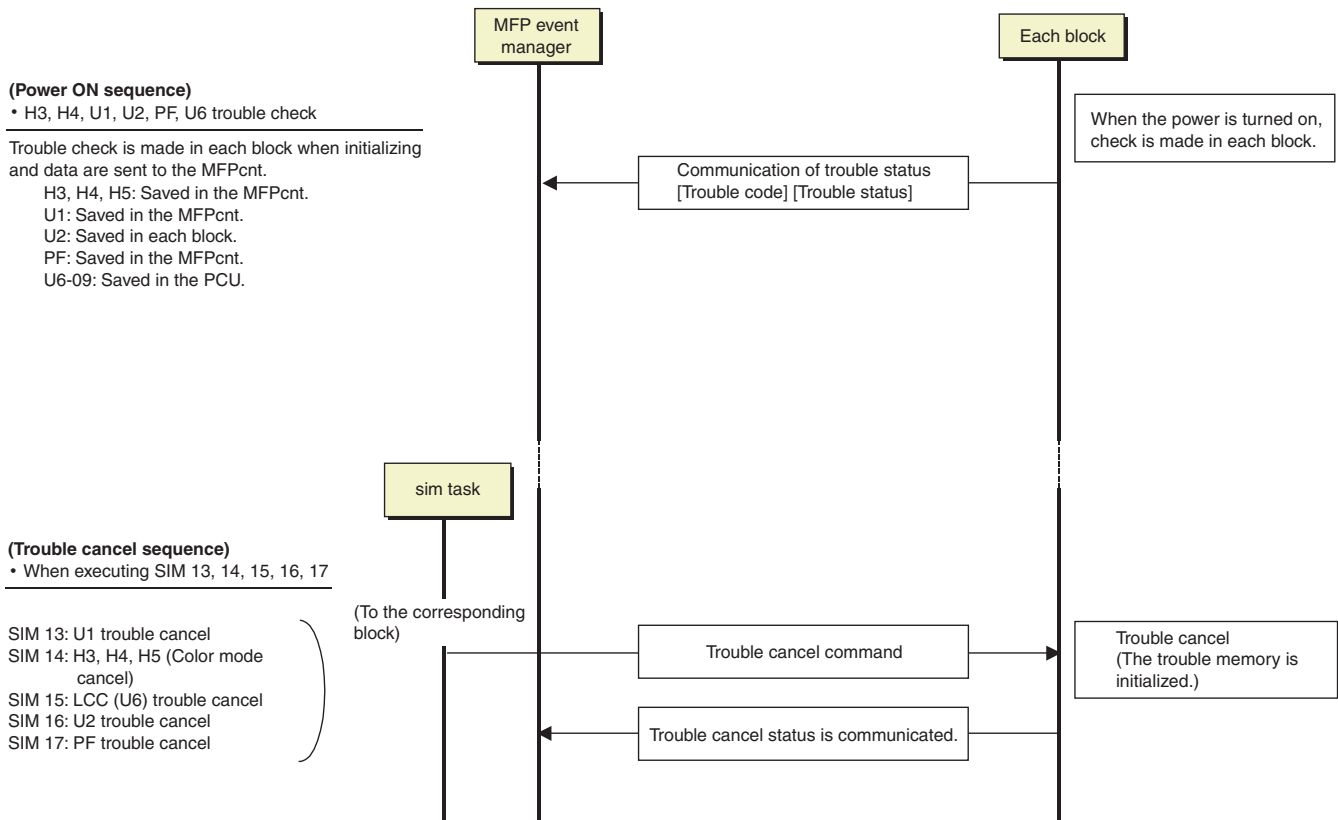 MFP event
manager
Each block
(Power ON sequence)
• H3, H4, U1, U2, PF, U6 trouble check
Trouble check is made in each block when initializing
and data are sent to the MFPcnt.
H3, H4, H5: Saved in the MFPcnt.
U1: Saved in the MFPcnt.
U2: Saved in each block.
PF: Saved in the MFPcnt.
U6-09: Saved in the PCU.
Communication of trouble status
[Trouble code] [Trouble status]
When the power is turned on,
check is made in each block.
sim task
(Trouble cancel sequence)
• When executing SIM 13, 14, 15, 16, 17
SIM 13: U1 trouble cancel
SIM 14: H3, H4, H5 (Color mode
cancel)
SIM 15: LCC (U6) trouble cancel
SIM 16: U2 trouble cancel
SIM 17: PF trouble cancel
(To the corresponding
block)
Trouble cancel command
Trouble cancel
(The trouble memory is
initialized.)
Trouble cancel status is communicated.